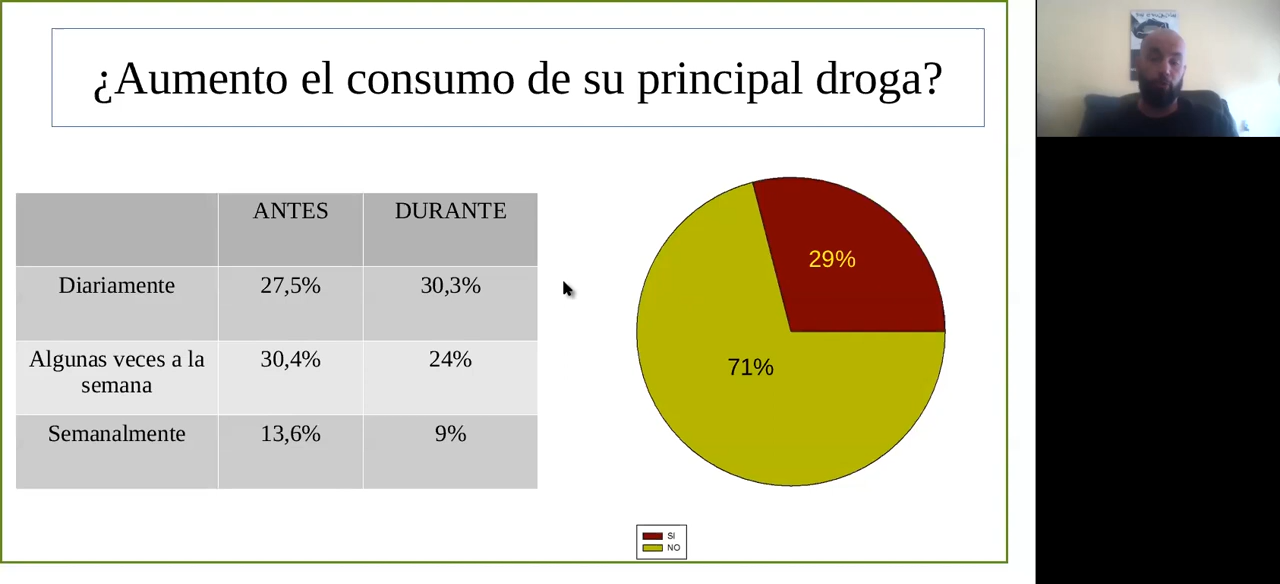 ¿Aumento el consumo de su principal droga?
ANTES DURANTE
Diariamente 27,5% 30,3%
Algunas veces a la
semana 30,4% 24%
Semanalmente 13,6% 9%
29%
71%
SI
NO